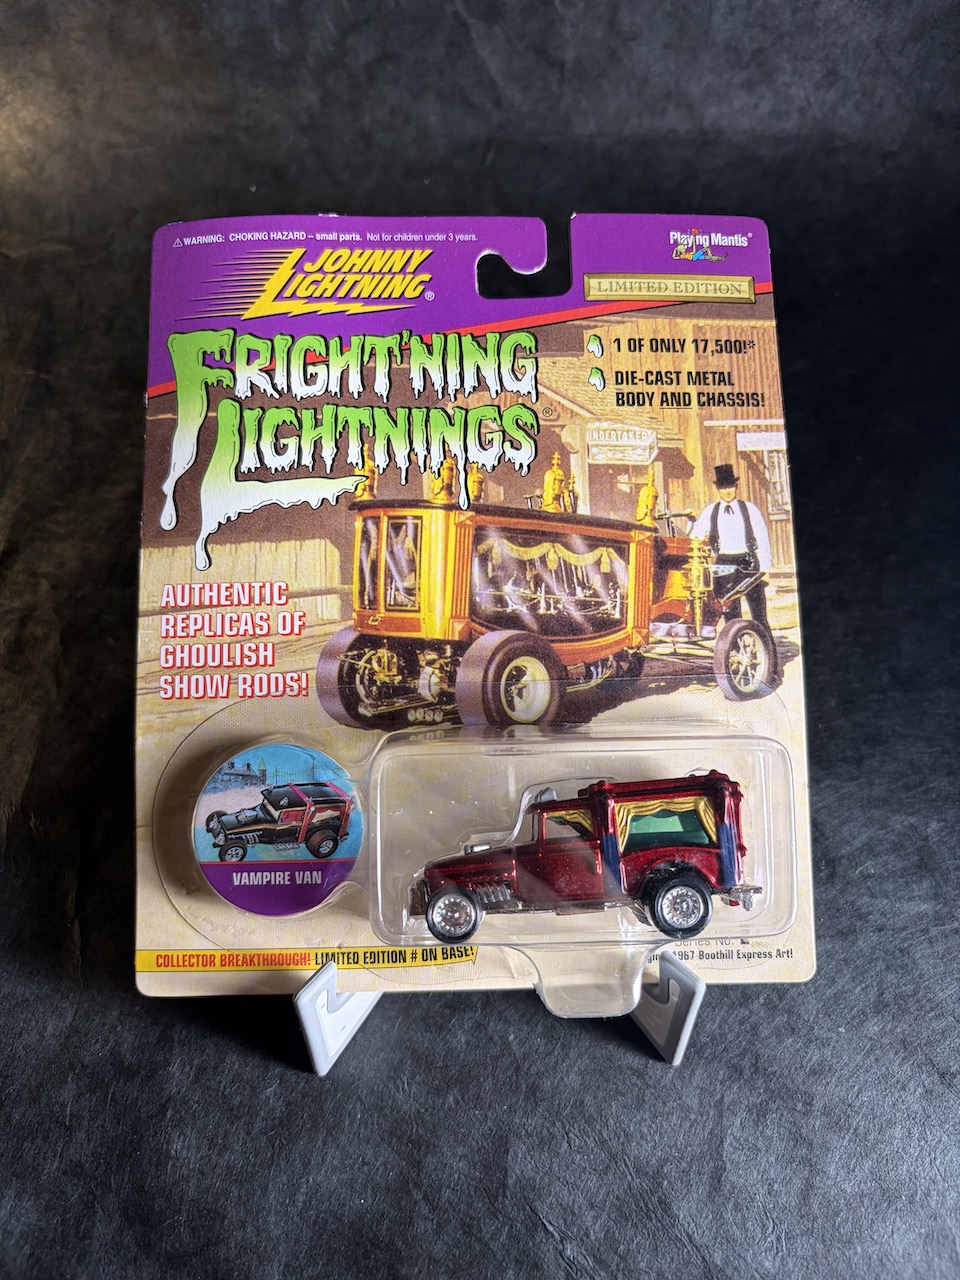 ⚠ WARNING: CHOKING HAZARD -- small parts. Not for children under 3 years.
Playing Mantis®
JOHNNY
LIGHTNING®
LIMITED EDITION
FRIGHT'NING
LIGHTNINGS®
1 OF ONLY 17,500!*
DIE-CAST METAL
BODY AND CHASSIS!
UNDERTAKER
AUTHENTIC
REPLICAS OF
GHOULISH
SHOW RODS!
VAMPIRE VAN
Series No.
COLLECTOR BREAKTHROUGH! LIMITED EDITION # ON BASE!
1967 Boothill Express Art!